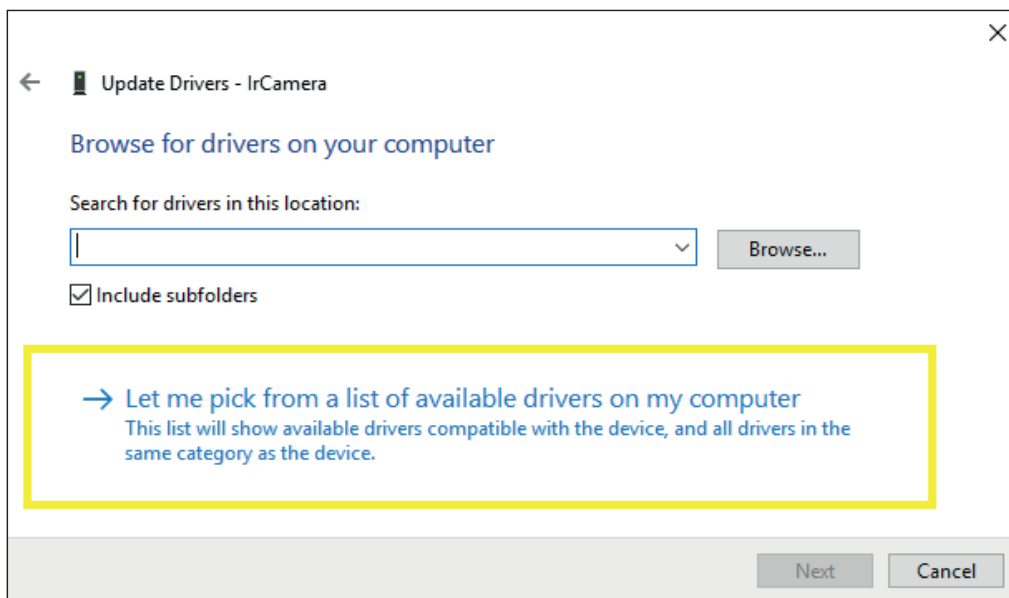 Update Drivers - IrCamera
Browse for drivers on your computer
Search for drivers in this location:
Browse...
Include subfolders
Let me pick from a list of available drivers on my computer
This list will show available drivers compatible with the device, and all drivers in the
same category as the device.
Next
Cancel